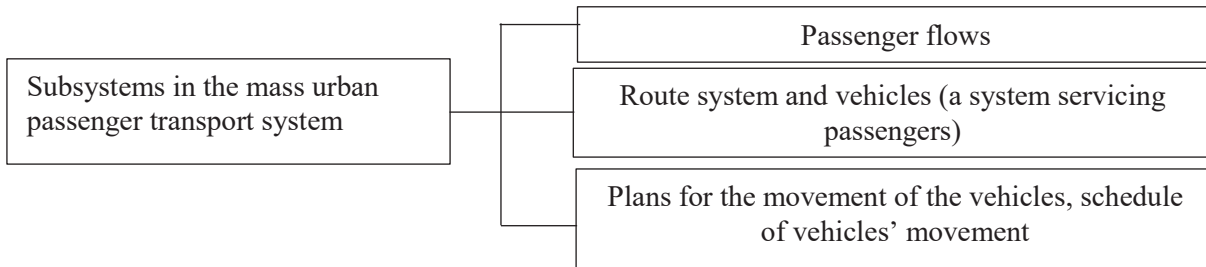 Passenger flows
Subsystems in the mass urban
passenger transport system
Route system and vehicles (a system servicing
passengers)
Plans for the movement of the vehicles, schedule
of vehicles’ movement